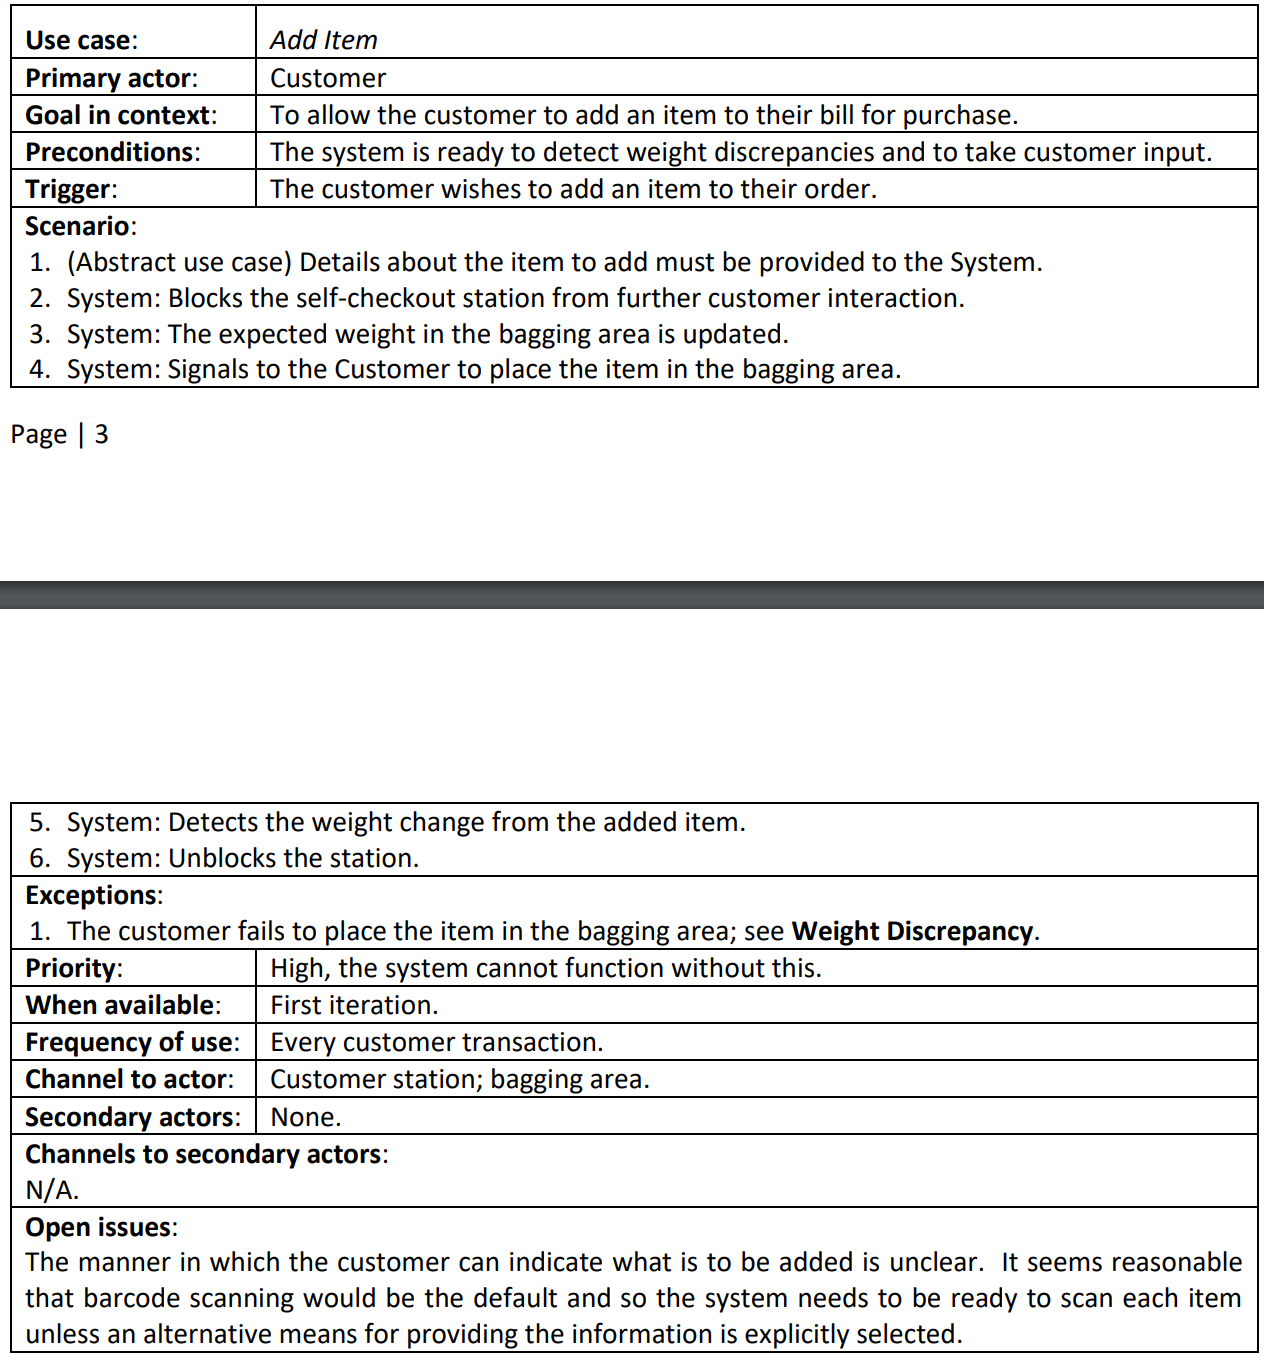 Use case: Add Item
Primary actor: Customer
Goal in context: To allow the customer to add an item to their bill for purchase.
Preconditions: The system is ready to detect weight discrepancies and to take customer input.
Trigger: The customer wishes to add an item to their order.
Scenario:
1. (Abstract use case) Details about the item to add must be provided to the System.
2. System: Blocks the self-checkout station from further customer interaction.
3. System: The expected weight in the bagging area is updated.
4. System: Signals to the Customer to place the item in the bagging area.
Page | 3
5. System: Detects the weight change from the added item.
6. System: Unblocks the station.
Exceptions:
1. The customer fails to place the item in the bagging area; see Weight Discrepancy.
Priority: High, the system cannot function without this.
When available: First iteration.
Frequency of use: Every customer transaction.
Channel to actor: Customer station; bagging area.
Secondary actors: None.
Channels to secondary actors:
N/A.
Open issues:
The manner in which the customer can indicate what is to be added is unclear. It seems reasonable
that barcode scanning would be the default and so the system needs to be ready to scan each item
unless an alternative means for providing the information is explicitly selected.